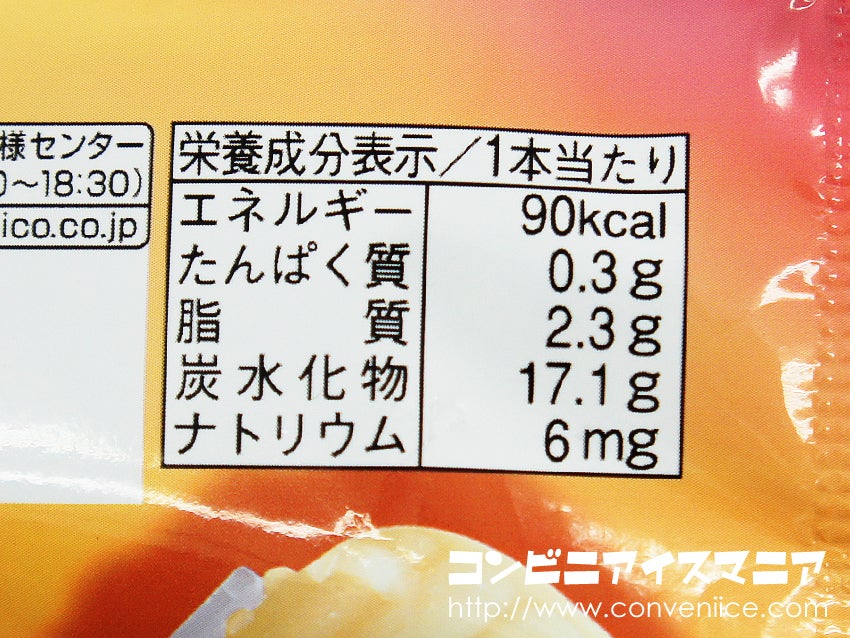 様センター
0〜18:30)
ico.co.jp
栄養成分表示/1本当たり
エネルギー 90kcal
たんぱく質 0.3g
脂質 2.3g
炭水化物 17.1g
ナトリウム 6mg
コンビニアイスマニア
http://www.conveniice.com